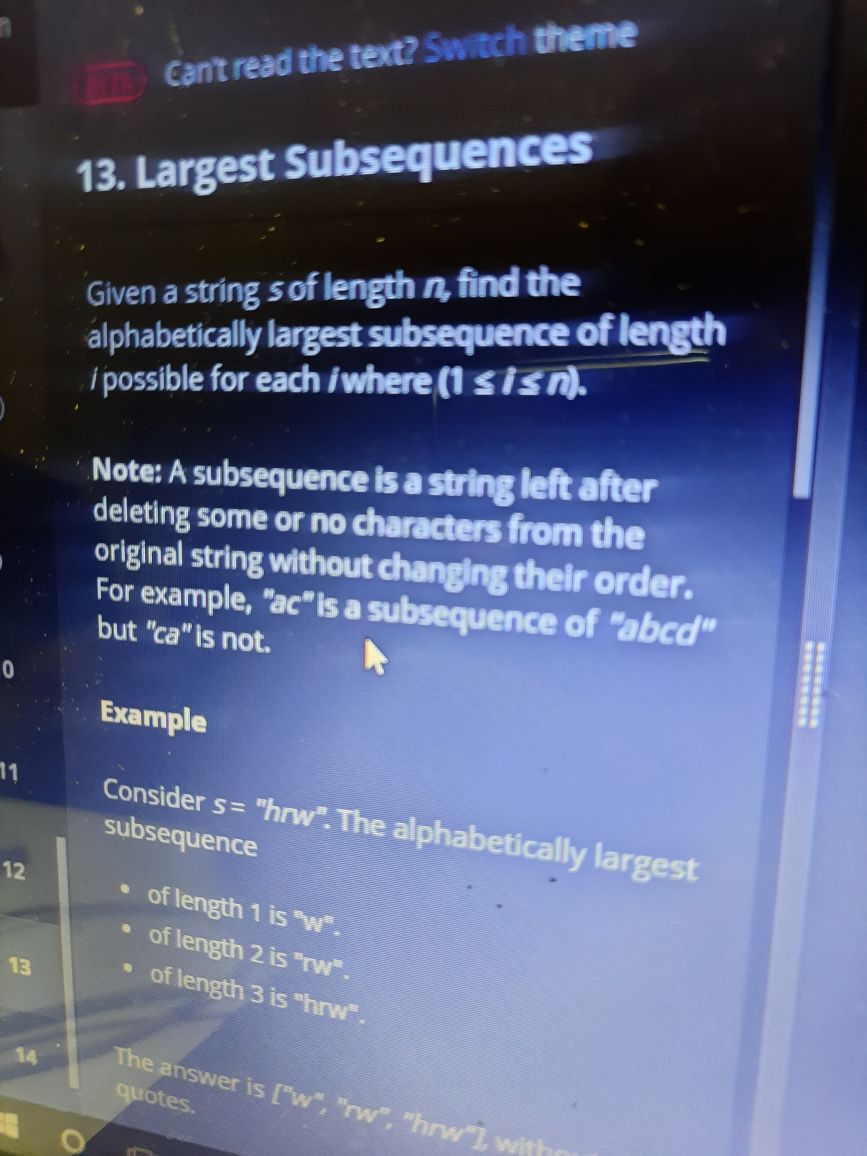 Can't read the text? Switch theme
13. Largest Subsequences
Given a string s of length n, find the
alphabetically largest subsequence of length
i possible for each i where (1 ≤ i ≤ n).
Note: A subsequence is a string left after
deleting some or no characters from the
original string without changing their order.
For example, "ac" is a subsequence of "abcd"
but "ca" is not.
Example
Consider s = "hrw". The alphabetically largest
subsequence
• of length 1 is "w".
• of length 2 is "rw".
• of length 3 is "hrw".
The answer is ["w", "rw", "hrw"],
quotes.
11
12
13
14